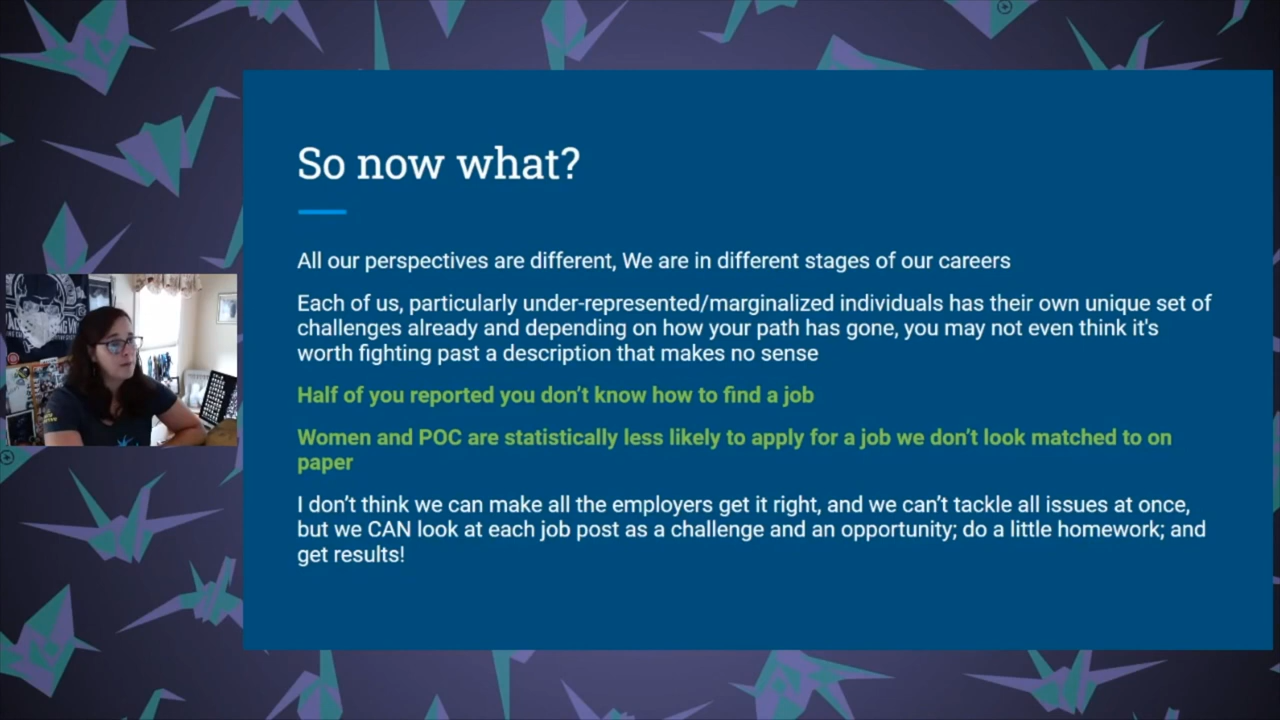 So now what?
All our perspectives are different, We are in different stages of our careers
Each of us, particularly under-represented/marginalized individuals has their own unique set of
challenges already and depending on how your path has gone, you may not even think it's
worth fighting past a description that makes no sense
Half of you reported you don’t know how to find a job
Women and POC are statistically less likely to apply for a job we don’t look matched to on
paper
I don’t think we can make all the employers get it right, and we can’t tackle all issues at once,
but we CAN look at each job post as a challenge and an opportunity; do a little homework; and
get results!